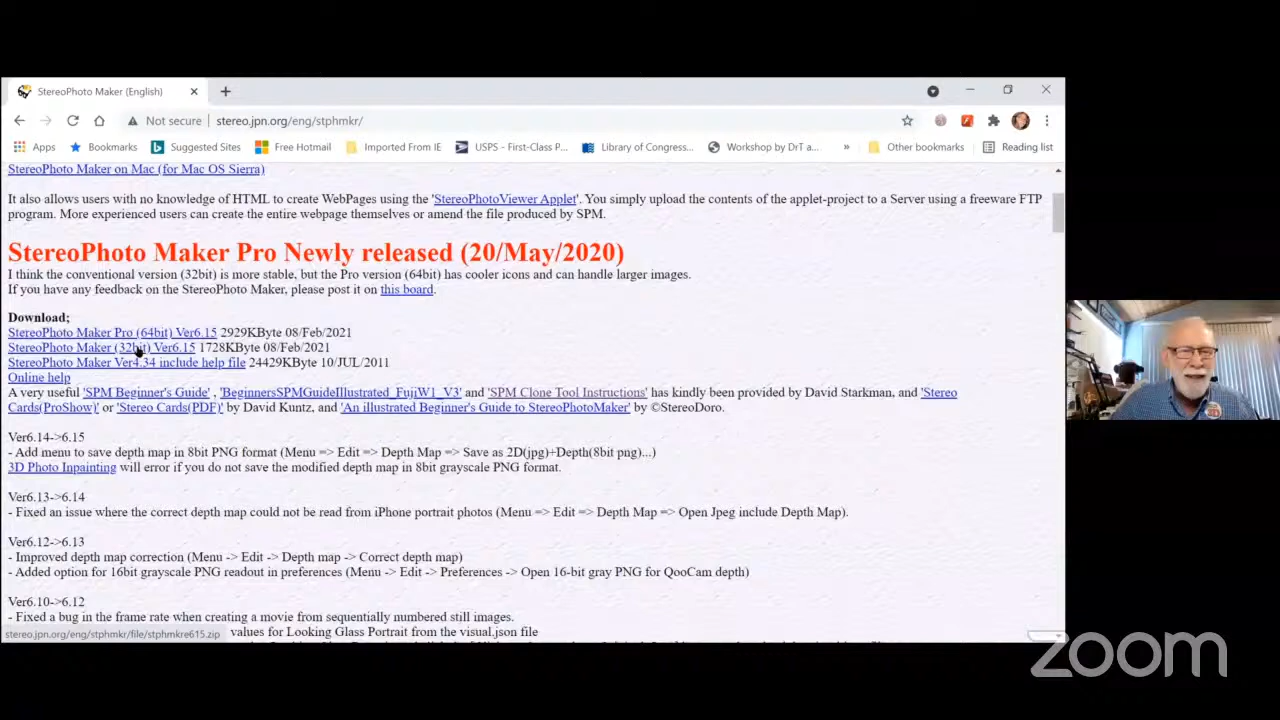 StereoPhoto Maker (English)
Not secure stereo.jpn.org/eng/stphmkr/
Apps Bookmarks Suggested Sites Free Hotmail Imported From IE USPS - First-Class P... Library of Congress... Workshop by DrT a... » Other bookmarks Reading list
StereoPhoto Maker on Mac (for Mac OS Sierra)
It also allows users with no knowledge of HTML to create WebPages using the 'StereoPhotoViewer Applet'. You simply upload the contents of the applet-project to a Server using a freeware FTP
program. More experienced users can create the entire webpage themselves or amend the file produced by SPM.
StereoPhoto Maker Pro Newly released (20/May/2020)
I think the conventional version (32bit) is more stable, but the Pro version (64bit) has cooler icons and can handle larger images.
If you have any feedback on the StereoPhoto Maker, please post it on this board.
Download;
StereoPhoto Maker Pro (64bit) Ver6.15 2929KByte 08/Feb/2021
StereoPhoto Maker (32bit) Ver6.15 1728KByte 08/Feb/2021
StereoPhoto Maker Ver4.34 include help file 24429KByte 10/JUL/2011
Online help
A very useful 'SPM Beginner's Guide' , 'BeginnersSPMGuideIllustrated_FujiW1_V3' and 'SPM Clone Tool Instructions' has kindly been provided by David Starkman, and 'Stereo
Cards(ProShow)' or 'Stereo Cards(PDF)' by David Kuntz, and 'An illustrated Beginner's Guide to StereoPhotoMaker' by ©StereoDoro.
Ver6.14->6.15
- Add menu to save depth map in 8bit PNG format (Menu => Edit => Depth Map => Save as 2D(jpg)+Depth(8bit png)...)
3D Photo Inpainting will error if you do not save the modified depth map in 8bit grayscale PNG format.
Ver6.13->6.14
- Fixed an issue where the correct depth map could not be read from iPhone portrait photos (Menu => Edit => Depth Map => Open Jpeg include Depth Map).
Ver6.12->6.13
- Improved depth map correction (Menu -> Edit -> Depth map -> Correct depth map)
- Added option for 16bit grayscale PNG readout in preferences (Menu -> Edit -> Preferences -> Open 16-bit gray PNG for QooCam depth)
Ver6.10->6.12
- Fixed a bug in the frame rate when creating a movie from sequentially numbered still images.
stereo.jpn.org/eng/stphmkr/file/stphmkre615.zip values for Looking Glass Portrait from the visual.json file
zoom